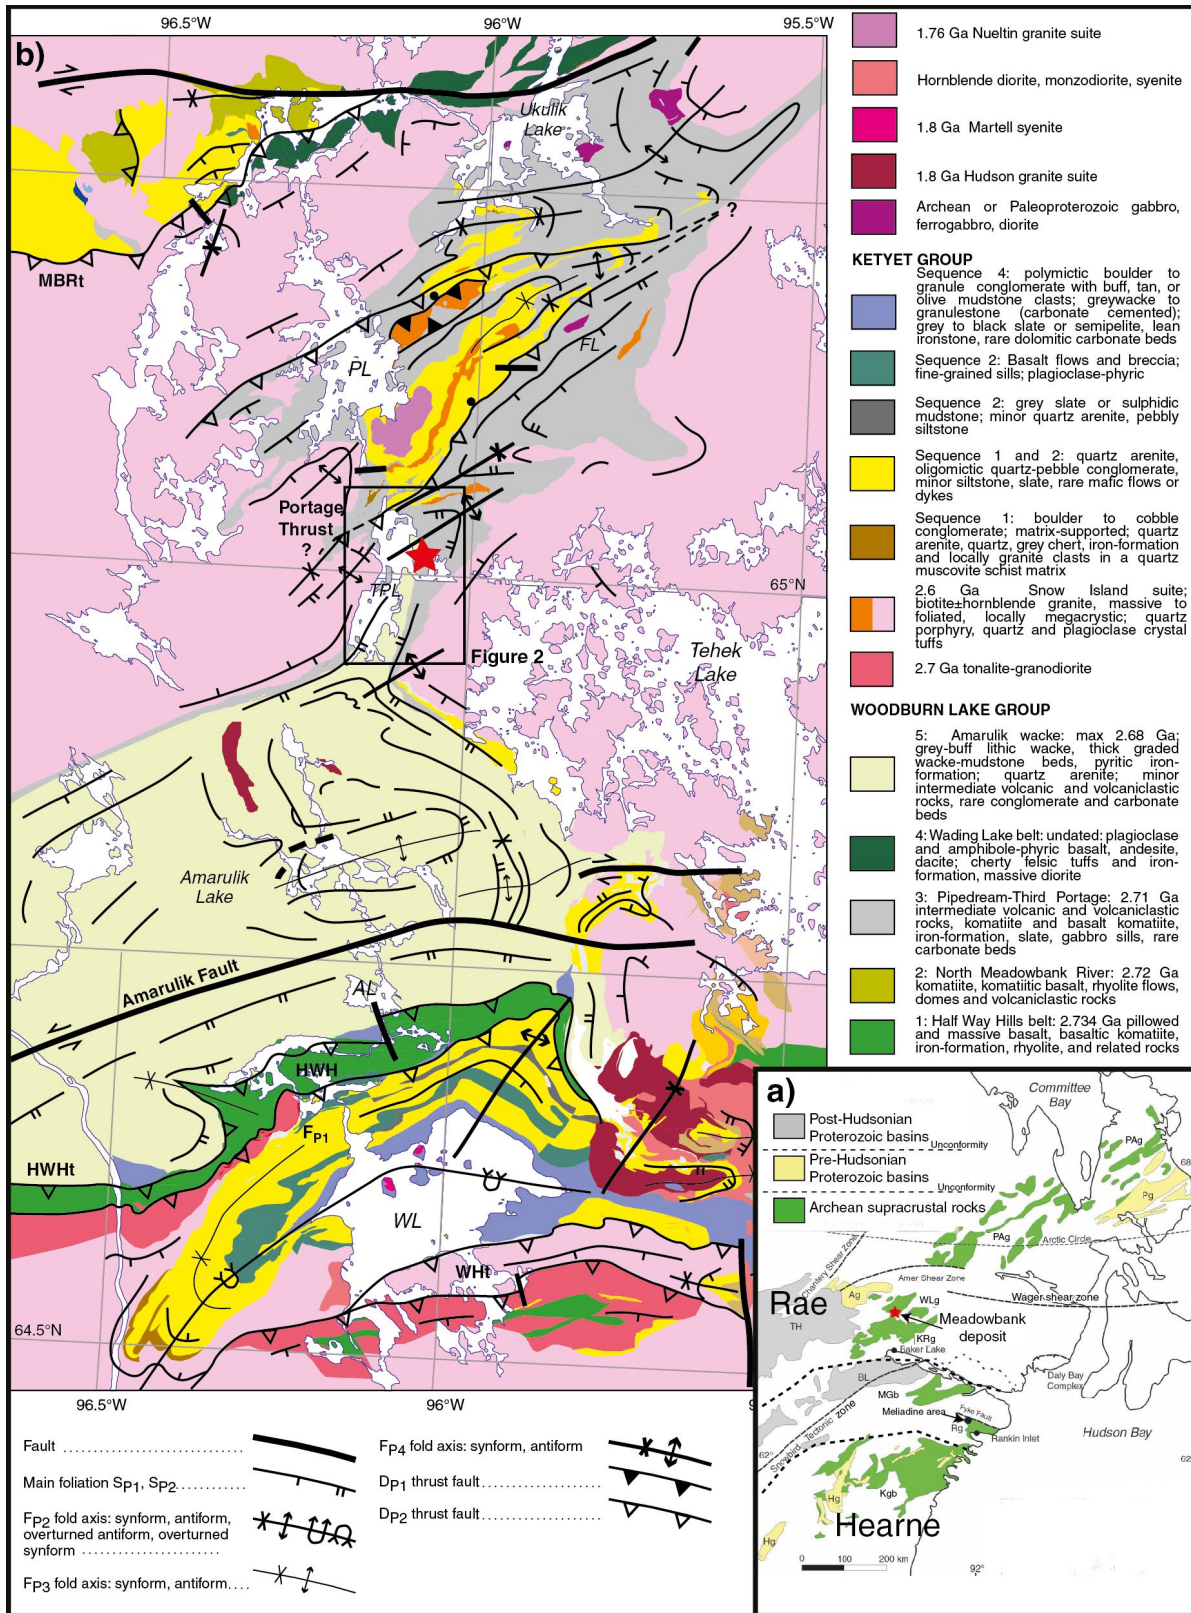 96.5°W
96°W
95.5°W
b)
Ukulik
Lake
MBRt
?
PL
FL
Portage
Thrust
?
TPL
65°N
Figure 2
Tehek
Lake
Amarulik
Lake
Amarulik Fault
AL
HWH
FP1
HWHt
WL
WHt
64.5°N
96.5°W
96°W
1.76 Ga Nueltin granite suite
Hornblende diorite, monzodiorite, syenite
1.8 Ga Martell syenite
1.8 Ga Hudson granite suite
Archean or Paleoproterozoic gabbro,
ferrogabbro, diorite
KETYET GROUP
Sequence 4: polymictic boulder to
granule conglomerate with buff, tan, or
olive mudstone clasts; greywacke to
granulestone (carbonate cemented);
grey to black slate or semipelite, lean
ironstone, rare dolomitic carbonate beds
Sequence 2: Basalt flows and breccia;
fine-grained sills; plagioclase-phyric
Sequence 2: grey slate or sulphidic
mudstone; minor quartz arenite, pebbly
siltstone
Sequence 1 and 2: quartz arenite,
oligomictic quartz-pebble conglomerate,
minor siltstone, slate, rare mafic flows or
dykes
Sequence 1: boulder to cobble
conglomerate; matrix-supported; quartz
arenite, quartz, grey chert, iron-formation
and locally granite clasts in a quartz
muscovite schist matrix
2.6 Ga Snow Island suite;
biotite±hornblende granite, massive to
foliated, locally megacrystic; quartz
porphyry, quartz and plagioclase crystal
tuffs
2.7 Ga tonalite-granodiorite
WOODBURN LAKE GROUP
5: Amarulik wacke: max 2.68 Ga;
grey-buff lithic wacke, thick graded
wacke-mudstone beds, pyritic iron-
formation; quartz arenite; minor
intermediate volcanic and volcaniclastic
rocks, rare conglomerate and carbonate
beds
4: Wading Lake belt: undated: plagioclase
and amphibole-phyric basalt, andesite,
dacite; cherty felsic tuffs and iron-
formation, massive diorite
3: Pipedream-Third Portage: 2.71 Ga
intermediate volcanic and volcaniclastic
rocks, komatiite and basalt komatiite,
iron-formation, slate, gabbro sills, rare
carbonate beds
2: North Meadowbank River: 2.72 Ga
komatiite, komatiitic basalt, rhyolite flows,
domes and volcaniclastic rocks
1: Half Way Hills belt: 2.734 Ga pillowed
and massive basalt, basaltic komatiite,
iron-formation, rhyolite, and related rocks
a)
Committee
Bay
Post-Hudsonian
Proterozoic basins
Unconformity
Pre-Hudsonian
Proterozoic basins
Unconformity
Archean supracrustal rocks
PAg
68
Pg
PAg
Arctic Circle
Chantery Shear Zone
Amer Shear Zone
Wager shear zone
Ag
Rae
TH
WLg
Meadowbank
deposit
KRg
Baker Lake
BL
MGb
Daly Bay
Complex
Meliadine area
Pyke Fault
Rg
Rankin Inlet
Hudson Bay
Snowbird Tectonic zone
62°
62
Hg
Kgb
Hearne
Hg
0 100 200 km
92°
Fault
Main foliation SP1, SP2
FP2 fold axis: synform, antiform,
overturned antiform, overturned
synform
FP3 fold axis: synform, antiform
FP4 fold axis: synform, antiform
DP1 thrust fault
DP2 thrust fault